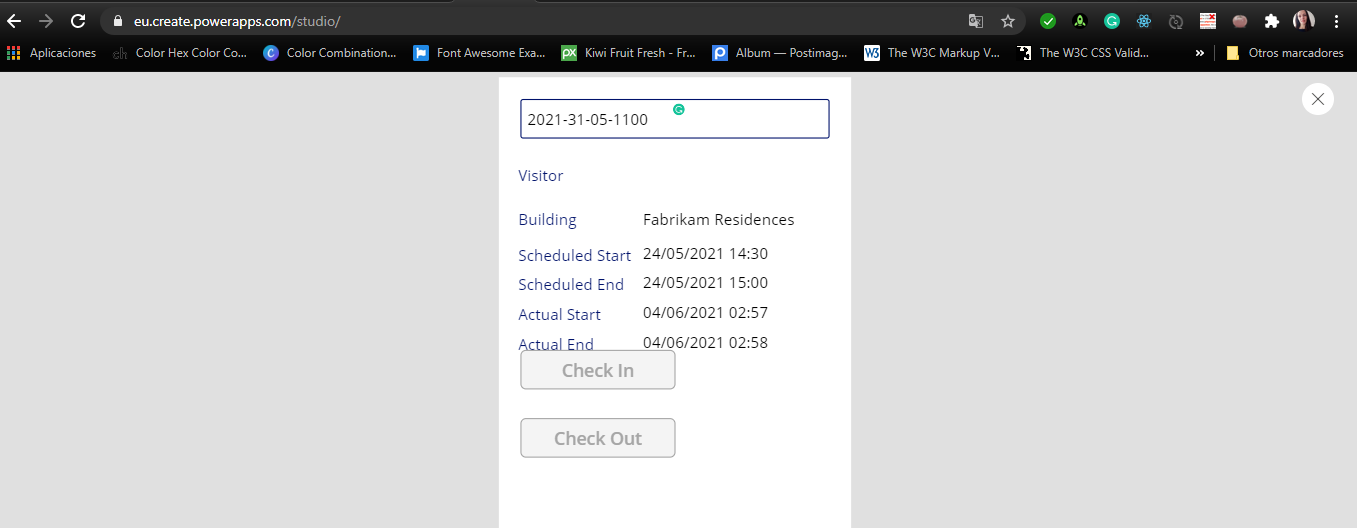 eu.create.powerapps.com/studio/
Aplicaciones Color Hex Color Co... Color Combination... Font Awesome Exa... Kiwi Fruit Fresh - Fr... Album — Postimag... The W3C Markup V... The W3C CSS Valid... » Otros marcadores
2021-31-05-1100
Visitor
Building Fabrikam Residences
Scheduled Start 24/05/2021 14:30
Scheduled End 24/05/2021 15:00
Actual Start 04/06/2021 02:57
Actual End 04/06/2021 02:58
Check In
Check Out